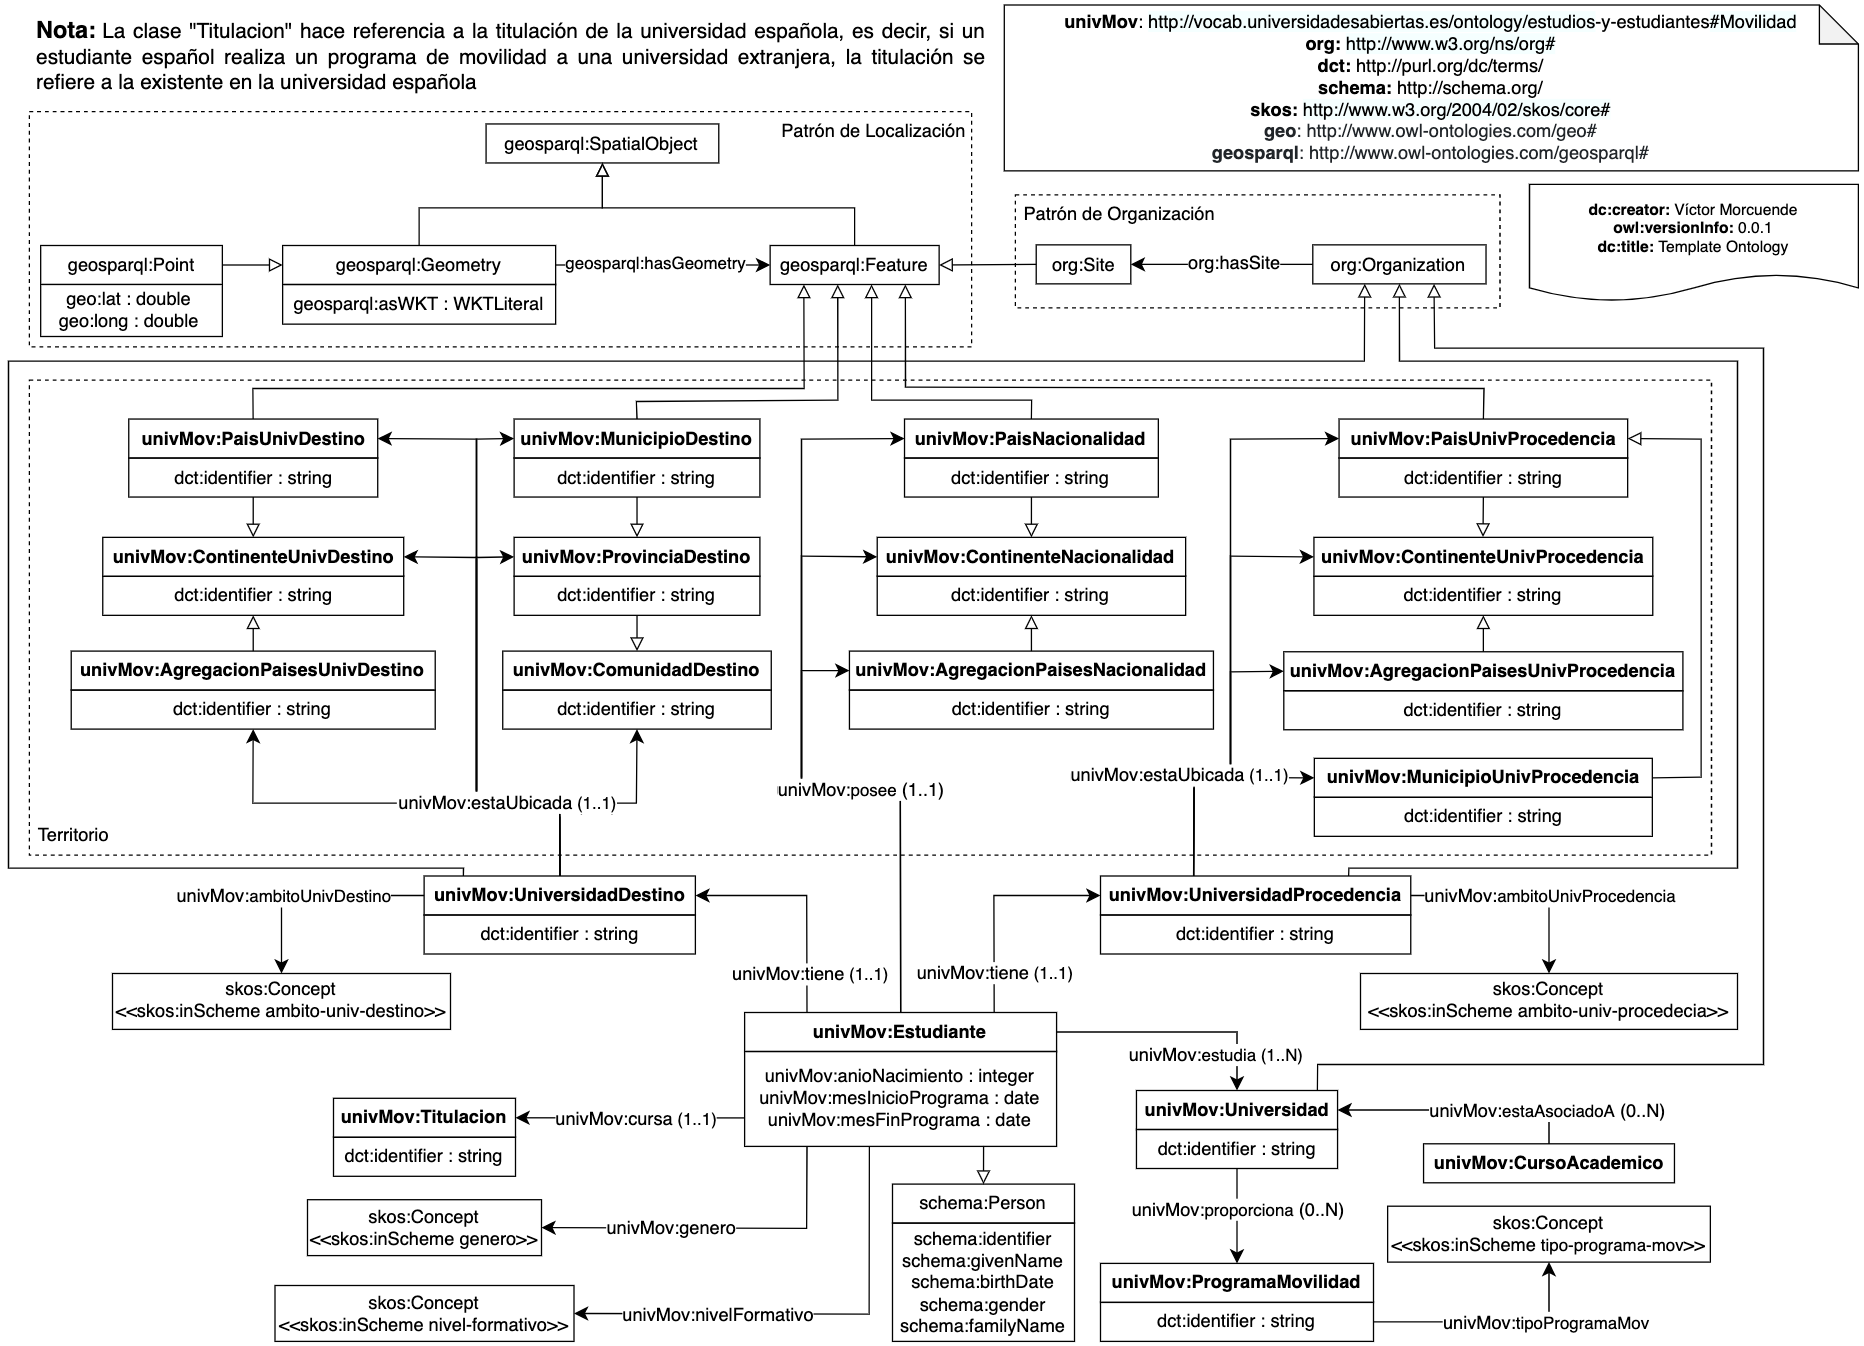 Nota: La clase "Titulacion" hace referencia a la titulación de la universidad española, es decir, si un
estudiante español realiza un programa de movilidad a una universidad extranjera, la titulación se
refiere a la existente en la universidad española
univMov: http://vocab.universidadesabiertas.es/ontology/estudios-y-estudiantes#Movilidad
org: http://www.w3.org/ns/org#
dct: http://purl.org/dc/terms/
schema: http://schema.org/
skos: http://www.w3.org/2004/02/skos/core#
geo: http://www.owl-ontologies.com/geo#
geosparql: http://www.owl-ontologies.com/geosparql#
dc:creator: Víctor Morcuende
owl:versionInfo: 0.0.1
dc:title: Template Ontology
Patrón de Localización
geosparql:SpatialObject
geosparql:Point
geo:lat : double
geo:long : double
geosparql:Geometry
geosparql:asWKT : WKTLiteral
geosparql:hasGeometry
geosparql:Feature
Patrón de Organización
org:Site
org:hasSite
org:Organization
univMov:PaisUnivDestino
dct:identifier : string
univMov:MunicipioDestino
dct:identifier : string
univMov:PaisNacionalidad
dct:identifier : string
univMov:PaisUnivProcedencia
dct:identifier : string
univMov:ContinenteUnivDestino
dct:identifier : string
univMov:ProvinciaDestino
dct:identifier : string
univMov:ContinenteNacionalidad
dct:identifier : string
univMov:ContinenteUnivProcedencia
dct:identifier : string
univMov:AgregacionPaisesUnivDestino
dct:identifier : string
univMov:ComunidadDestino
dct:identifier : string
univMov:AgregacionPaisesNacionalidad
dct:identifier : string
univMov:AgregacionPaisesUnivProcedencia
dct:identifier : string
univMov:estaUbicada (1..1)
univMov:posee (1..1)
univMov:estaUbicada (1..1)
univMov:MunicipioUnivProcedencia
dct:identifier : string
Territorio
univMov:ambitoUnivDestino
univMov:UniversidadDestino
dct:identifier : string
univMov:UniversidadProcedencia
dct:identifier : string
univMov:ambitoUnivProcedencia
skos:Concept
<<skos:inScheme ambito-univ-destino>>
univMov:tiene (1..1)
univMov:tiene (1..1)
skos:Concept
<<skos:inScheme ambito-univ-procedecia>>
univMov:Estudiante
univMov:anioNacimiento : integer
univMov:mesInicioPrograma : date
univMov:mesFinPrograma : date
univMov:estudia (1..N)
univMov:Titulacion
dct:identifier : string
univMov:cursa (1..1)
univMov:Universidad
dct:identifier : string
univMov:estaAsociadoA (0..N)
univMov:CursoAcademico
skos:Concept
<<skos:inScheme genero>>
univMov:genero
schema:Person
schema:identifier
schema:givenName
schema:birthDate
schema:gender
schema:familyName
univMov:proporciona (0..N)
skos:Concept
<<skos:inScheme tipo-programa-mov>>
skos:Concept
<<skos:inScheme nivel-formativo>>
univMov:nivelFormativo
univMov:ProgramaMovilidad
dct:identifier : string
univMov:tipoProgramaMov